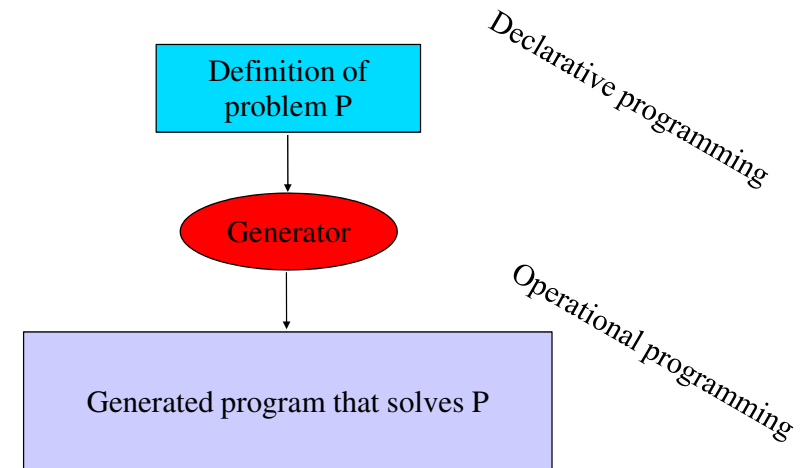 Declarative programming
Definition of
problem P
Generator
Operational programming
Generated program that solves P